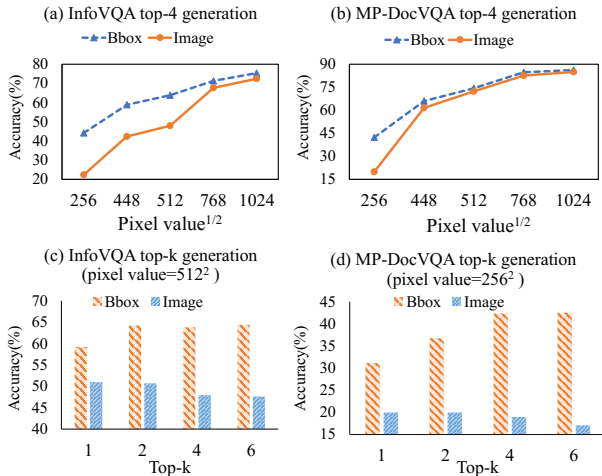 (a) InfoVQA top-4 generation
Bbox Image
Accuracy(%)
80
70
60
50
40
30
20
256 448 512 768 1024
Pixel value1/2
(b) MP-DocVQA top-4 generation
Bbox Image
Accuracy(%)
90
75
60
45
30
15
256 448 512 768 1024
Pixel value1/2
(c) InfoVQA top-k generation
(pixel value=512²)
Bbox Image
Accuracy(%)
70
65
60
55
50
45
40
1 2 4 6
Top-k
(d) MP-DocVQA top-k generation
(pixel value=256²)
Bbox Image
Accuracy(%)
45
40
35
30
25
20
15
1 2 4 6
Top-k